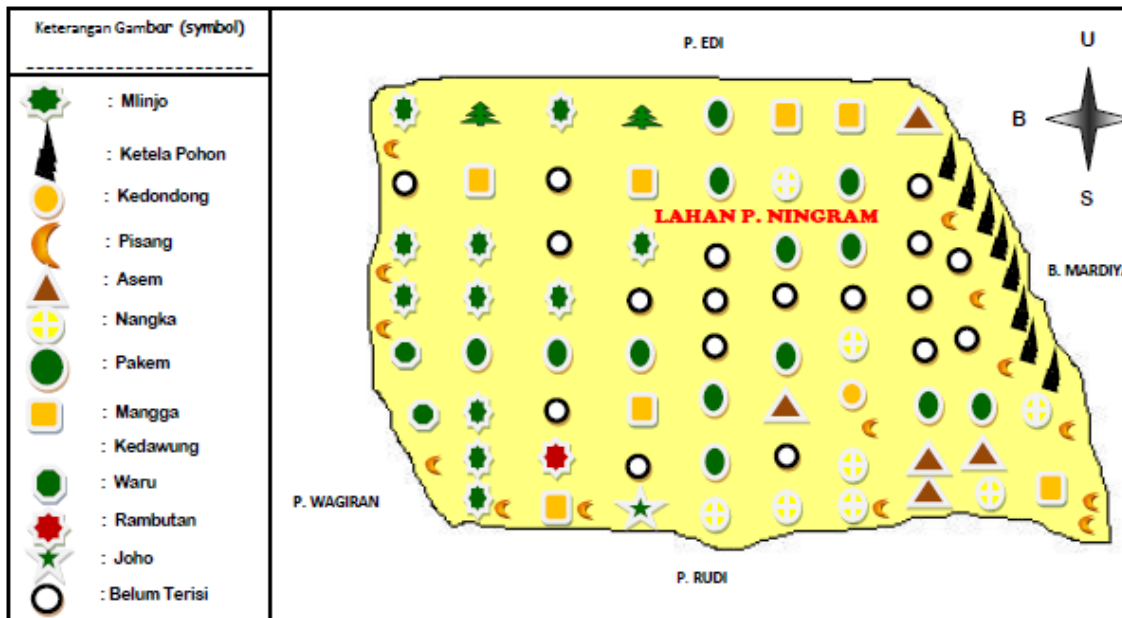 Keterangan Gambar (symbol)
------------------------
: Mlinjo
: Ketela Pohon
: Kedondong
: Pisang
: Asem
: Nangka
: Pakem
: Mangga
Kedawung
: Waru
: Rambutan
: Joho
: Belum Terisi
P. EDI
U
B
S
LAHAN P. NINGRAM
B. MARDIYA
P. WAGIRAN
P. RUDI